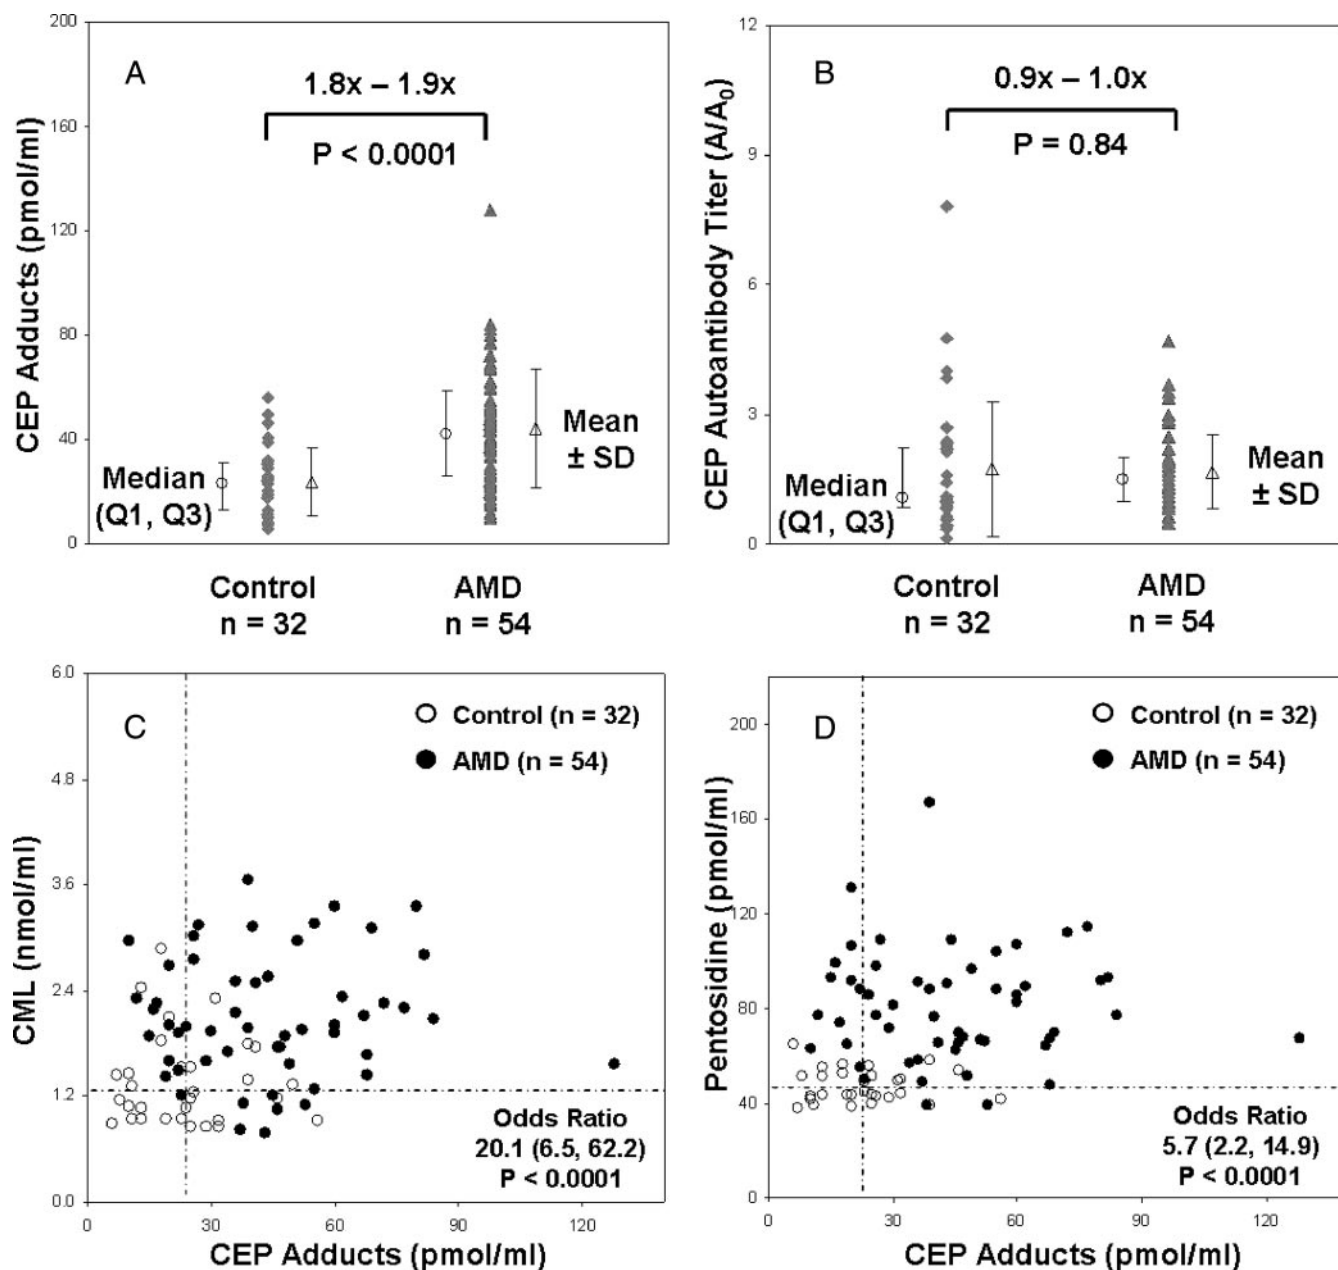 A
CEP Adducts (pmol/ml)
200
160
120
80
40
0
1.8x – 1.9x
P < 0.0001
Median
(Q1, Q3)
Mean
± SD
Control
n = 32
AMD
n = 54
B
CEP Autoantibody Titer (A/A0)
12
9
6
3
0
0.9x – 1.0x
P = 0.84
Median
(Q1, Q3)
Mean
± SD
Control
n = 32
AMD
n = 54
C
CML (nmol/ml)
6.0
4.8
3.6
2.4
1.2
0.0
Control (n = 32)
AMD (n = 54)
Odds Ratio
20.1 (6.5, 62.2)
P < 0.0001
0 30 60 90 120
CEP Adducts (pmol/ml)
D
Pentosidine (pmol/ml)
200
160
120
80
40
0
Control (n = 32)
AMD (n = 54)
Odds Ratio
5.7 (2.2, 14.9)
P < 0.0001
0 30 60 90 120
CEP Adducts (pmol/ml)